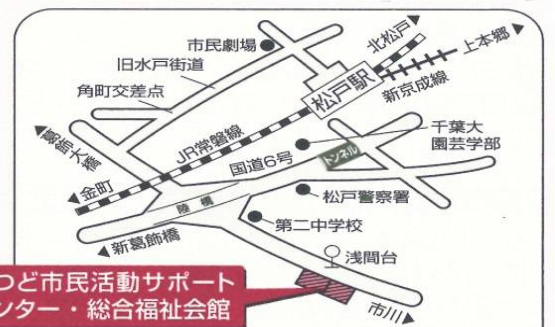 市民劇場
北松戸
上本郷
旧水戸街道
松戸駅
新京成線
角町交差点
葛飾大橋
JR常磐線
千葉大
園芸学部
国道6号
トンネル
金町
陸橋
松戸警察署
第二中学校
新葛飾橋
浅間台
つど市民活動サポート
ンター・総合福祉会館
市川